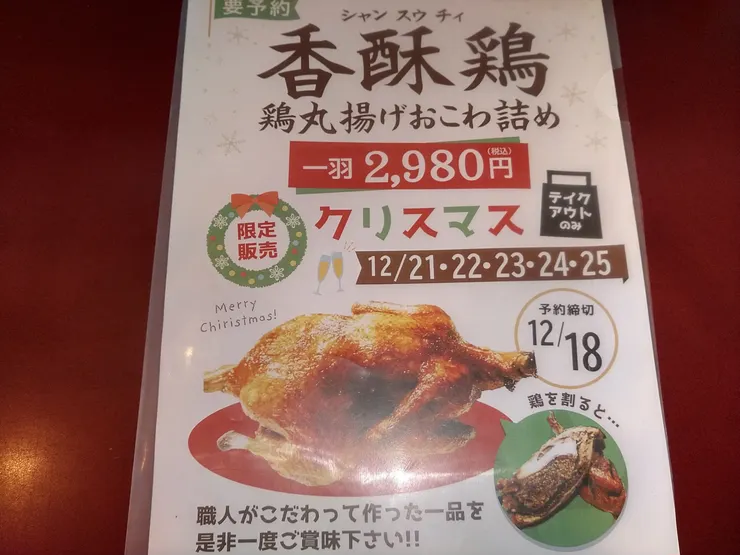 要予約
シャン スウ チィ
香酥鶏
鶏丸揚げおこわ詰め
一羽 2,980円(税込)
限定
販売
クリスマス
テイク
アウト
のみ
12/21・22・23・24・25
Merry
Chiristmas!
予約締切
12/18
鶏を割ると…
職人がこだわって作った一品を
是非一度ご賞味下さい!!